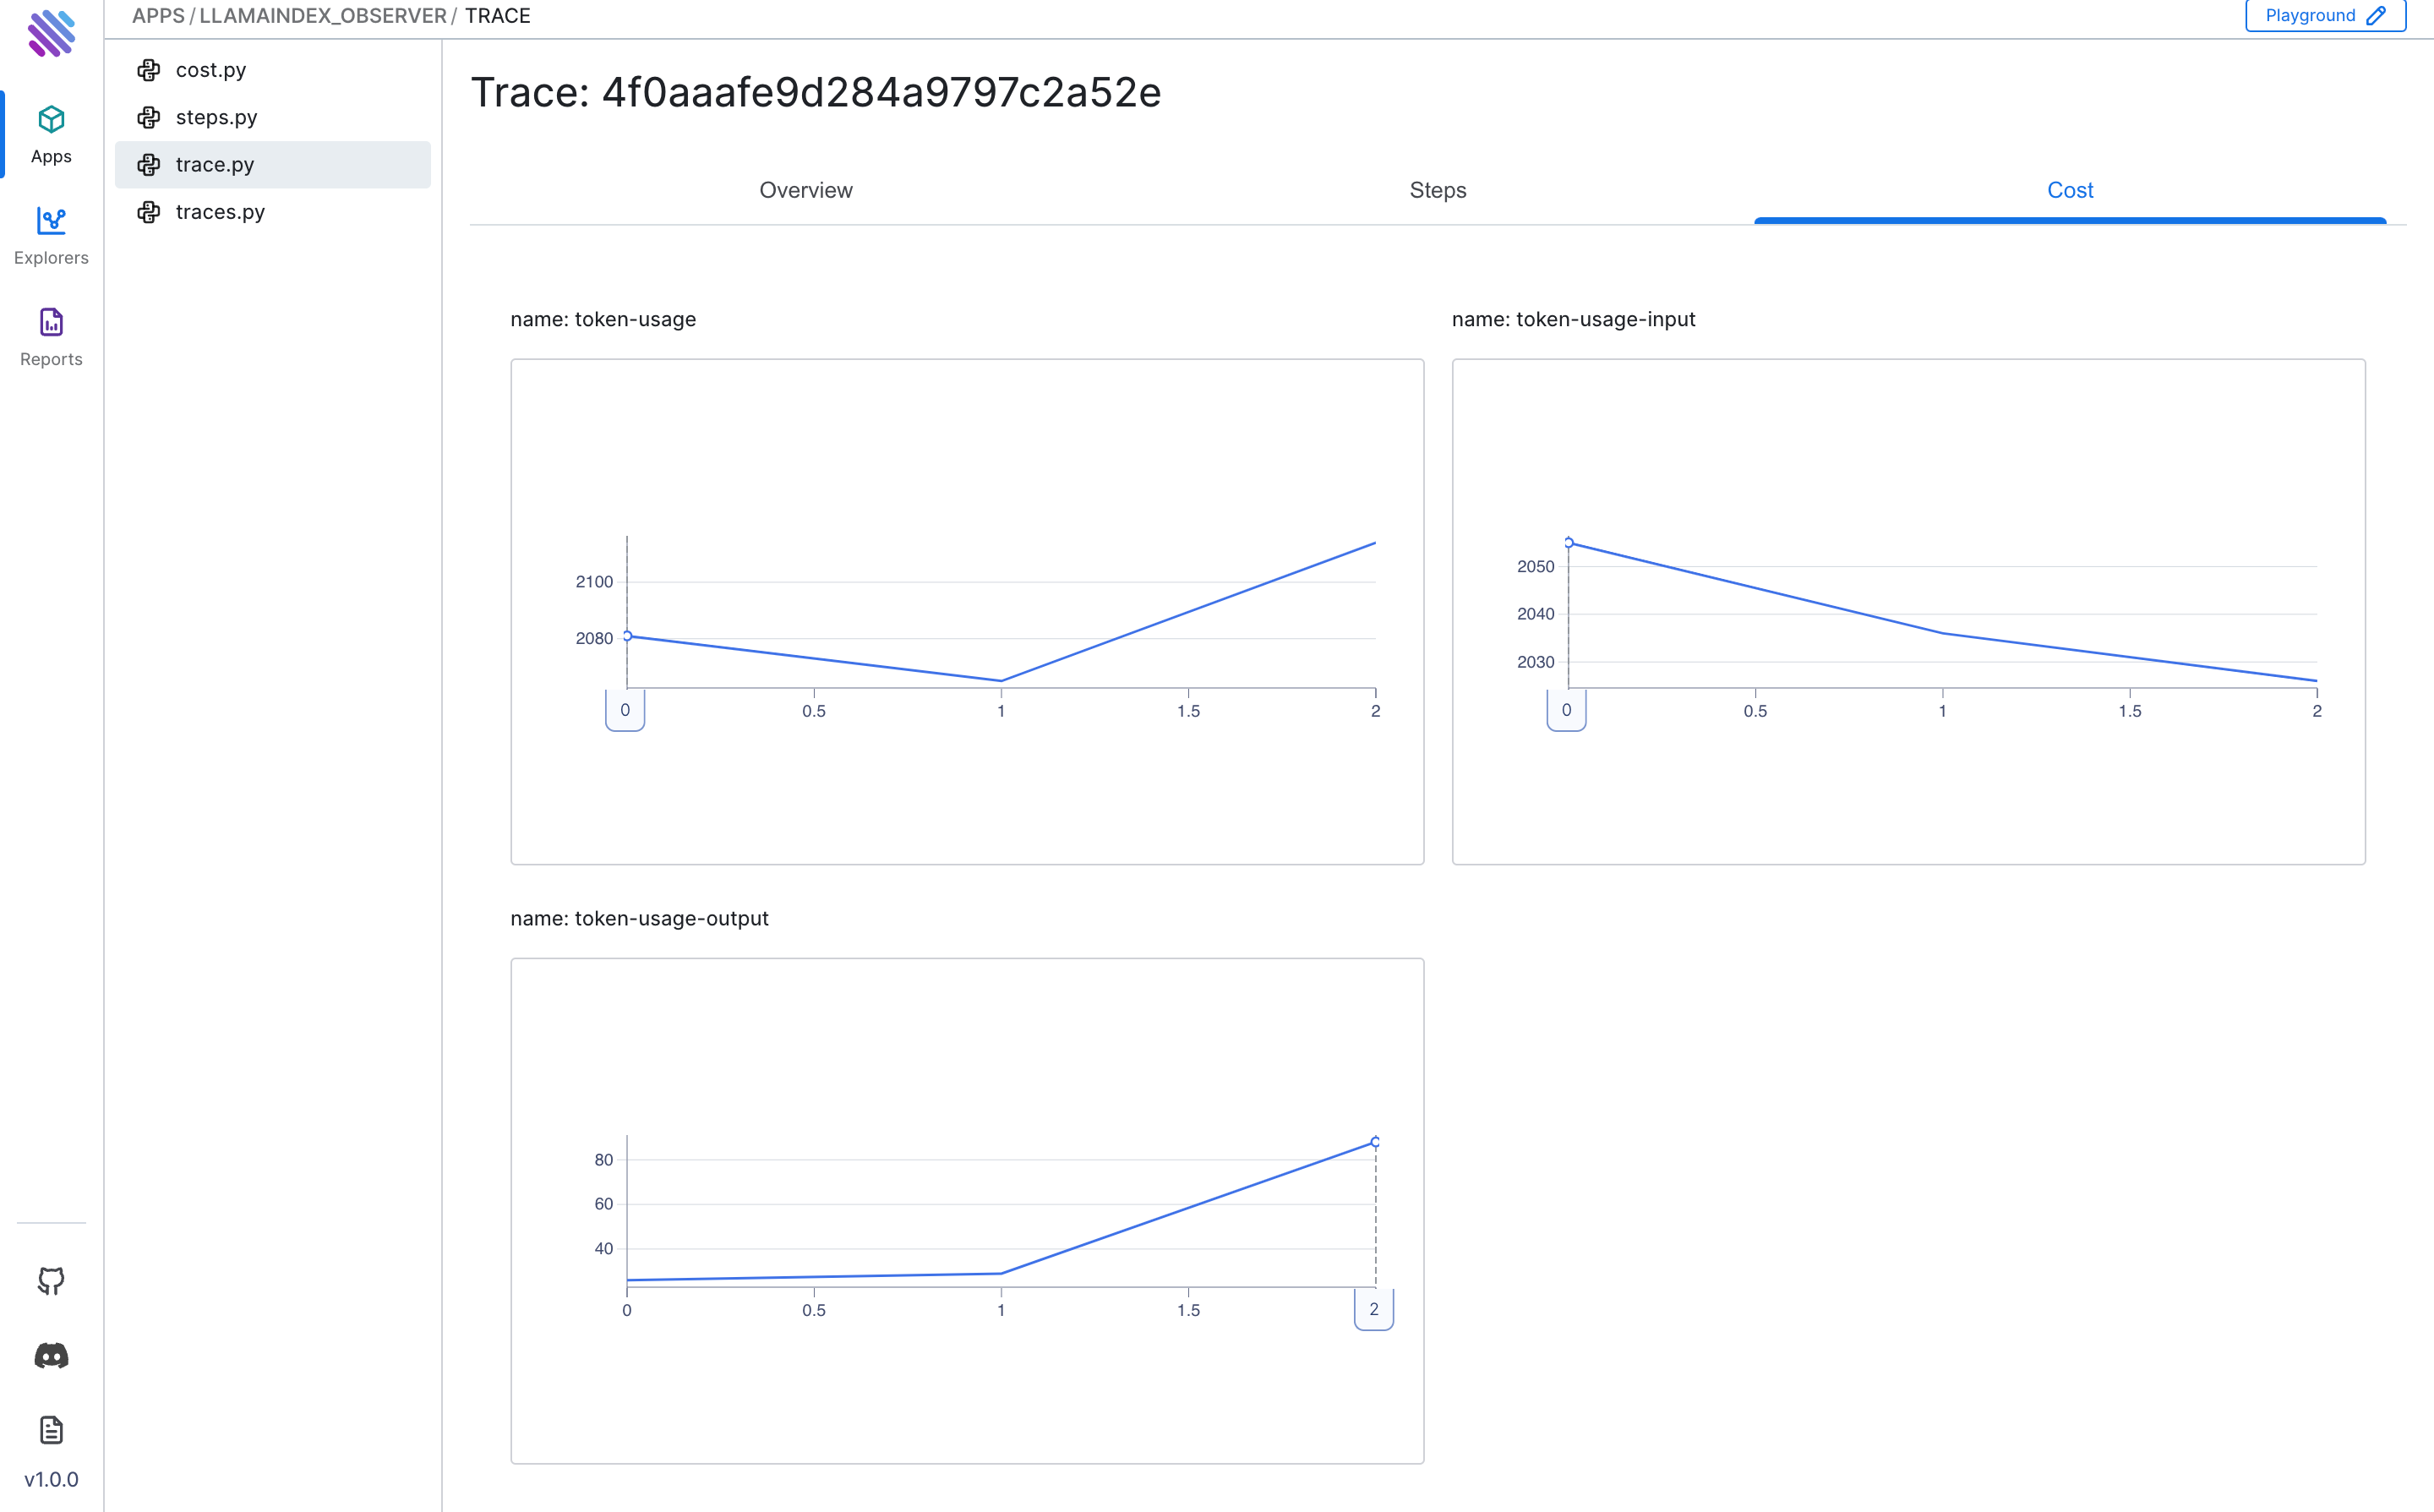 APPS / LLAMAINDEX_OBSERVER / TRACE
Playground
Apps
Explorers
Reports
v1.0.0
cost.py
steps.py
trace.py
traces.py
Trace: 4f0aaafe9d284a9797c2a52e
Overview Steps Cost
name: token-usage
2100
2080
0 0.5 1 1.5 2
name: token-usage-input
2050
2040
2030
0 0.5 1 1.5 2
name: token-usage-output
80
60
40
0 0.5 1 1.5 2